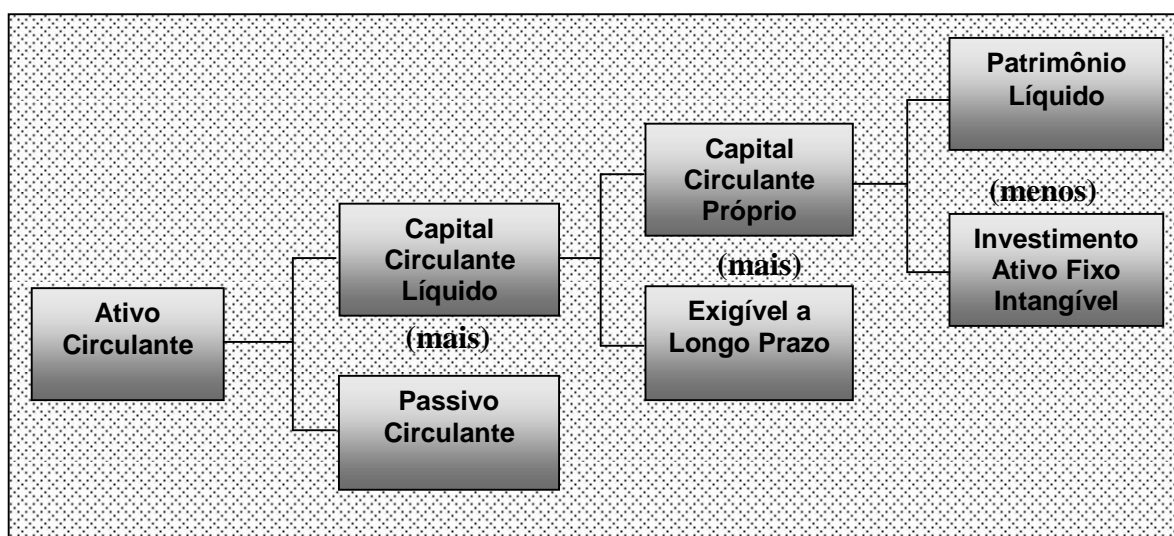 Ativo
Circulante
Capital
Circulante
Líquido
(mais)
Passivo
Circulante
Capital
Circulante
Próprio
(mais)
Exigível a
Longo Prazo
Patrimônio
Líquido
(menos)
Investimento
Ativo Fixo
Intangível